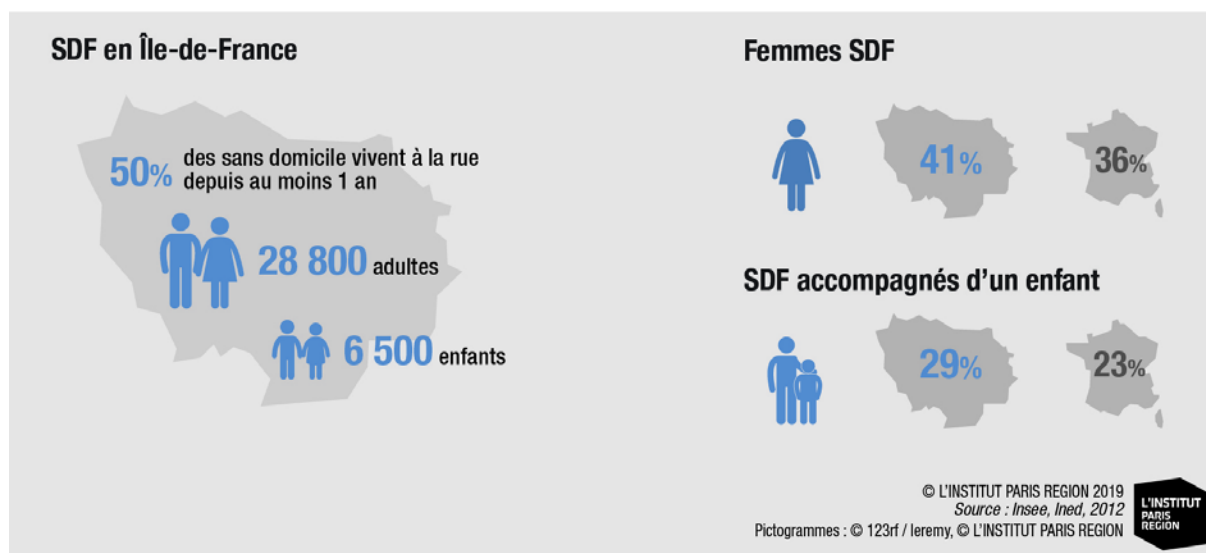 SDF en Île-de-France
50% des sans domicile vivent à la rue
depuis au moins 1 an
28 800 adultes
6 500 enfants
Femmes SDF
41%
36%
SDF accompagnés d'un enfant
29%
23%
© L'INSTITUT PARIS REGION 2019
Source : Insee, Ined, 2012
Pictogrammes : © 123rf / leremy, © L'INSTITUT PARIS REGION
L'INSTITUT
PARIS
REGION